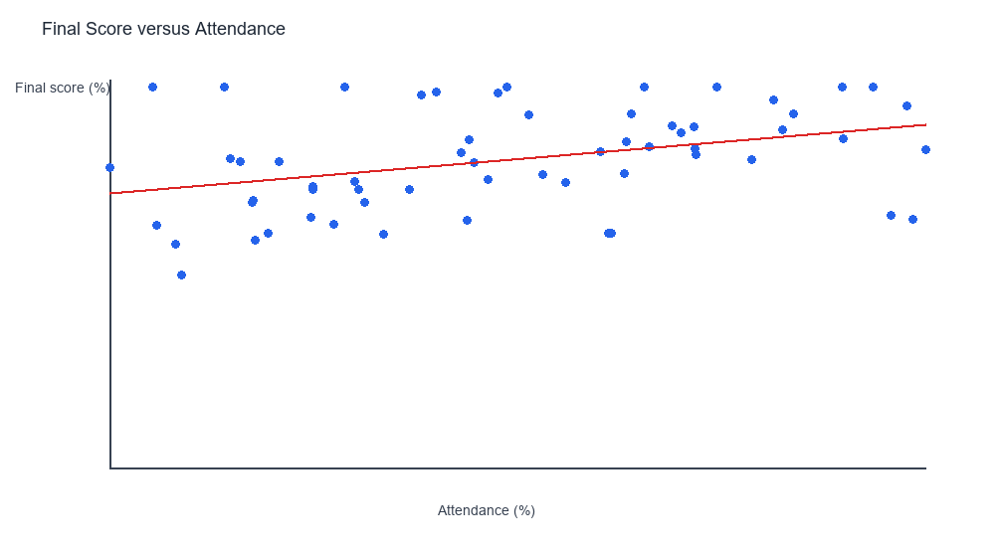 Final Score versus Attendance
Final score (%)
Attendance (%)